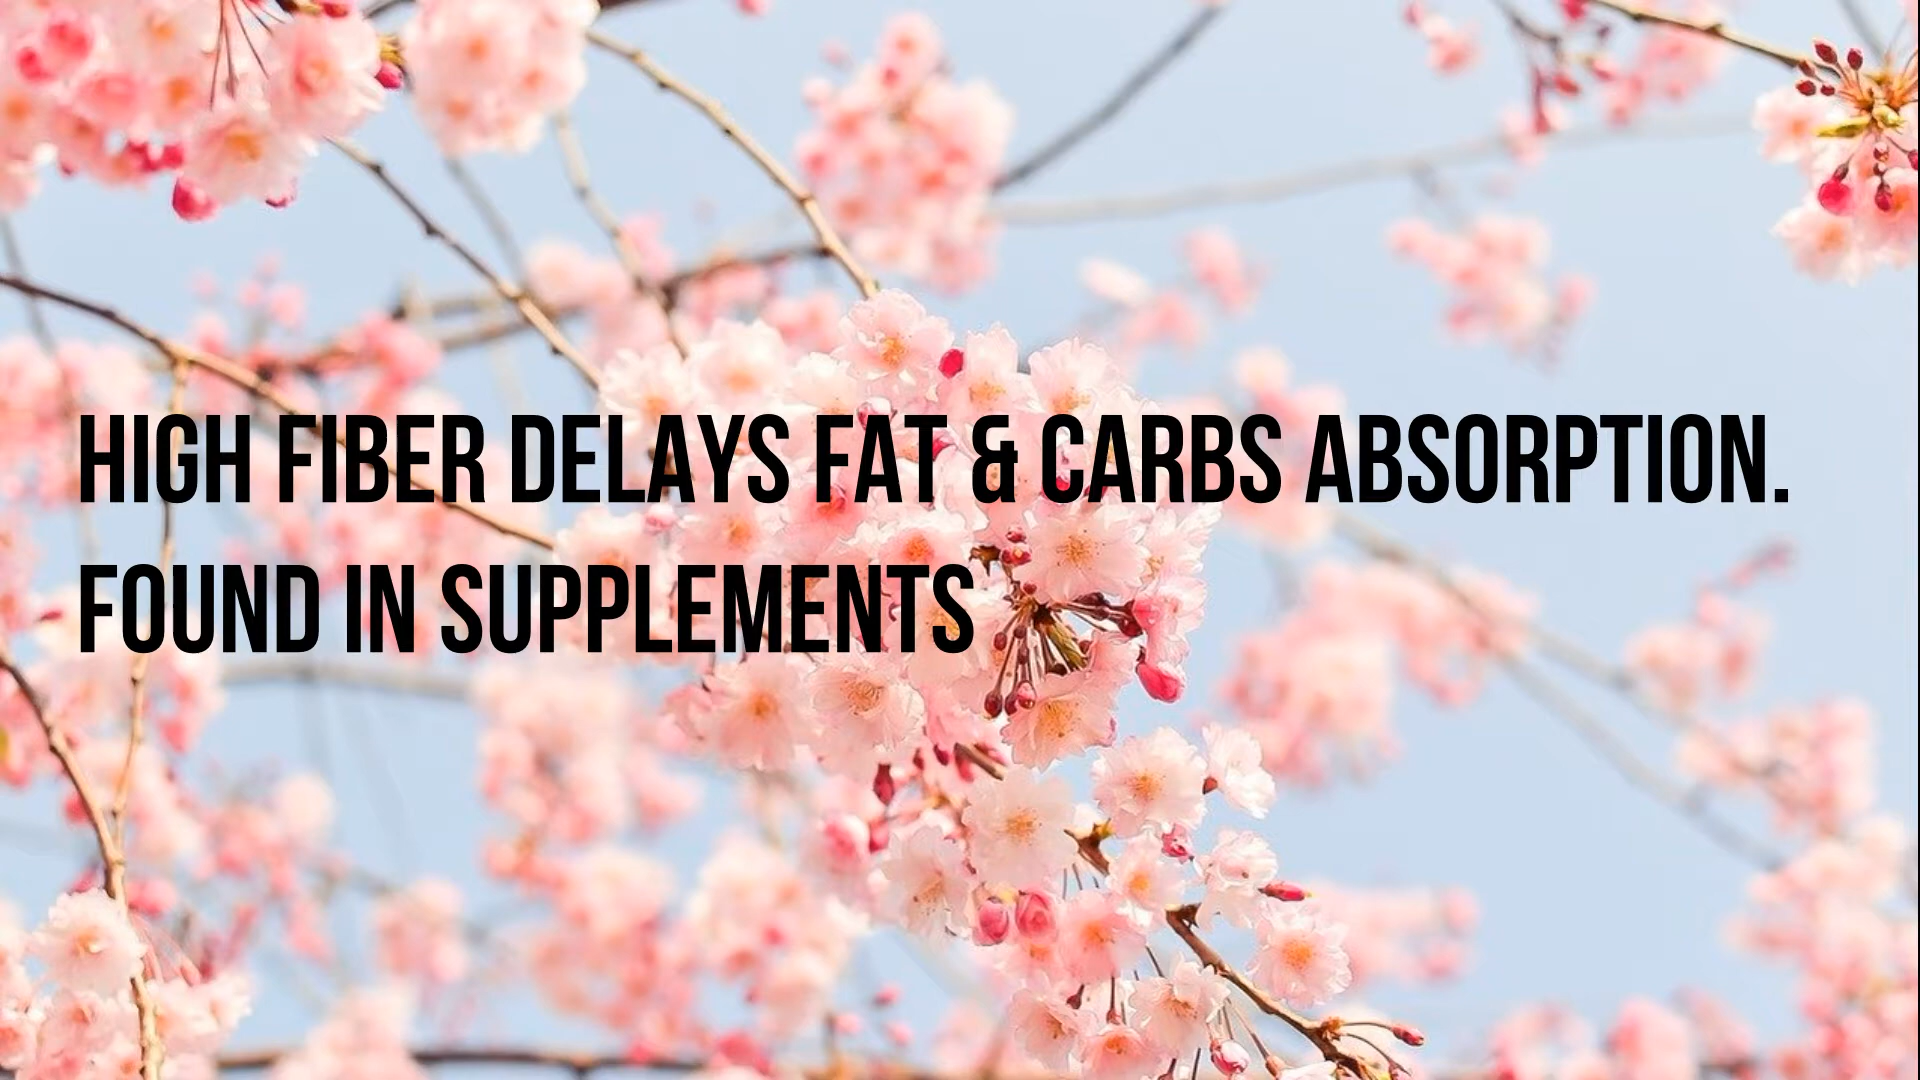 HIGH FIBER DELAYS FAT & CARBS ABSORPTION.
FOUND IN SUPPLEMENTS